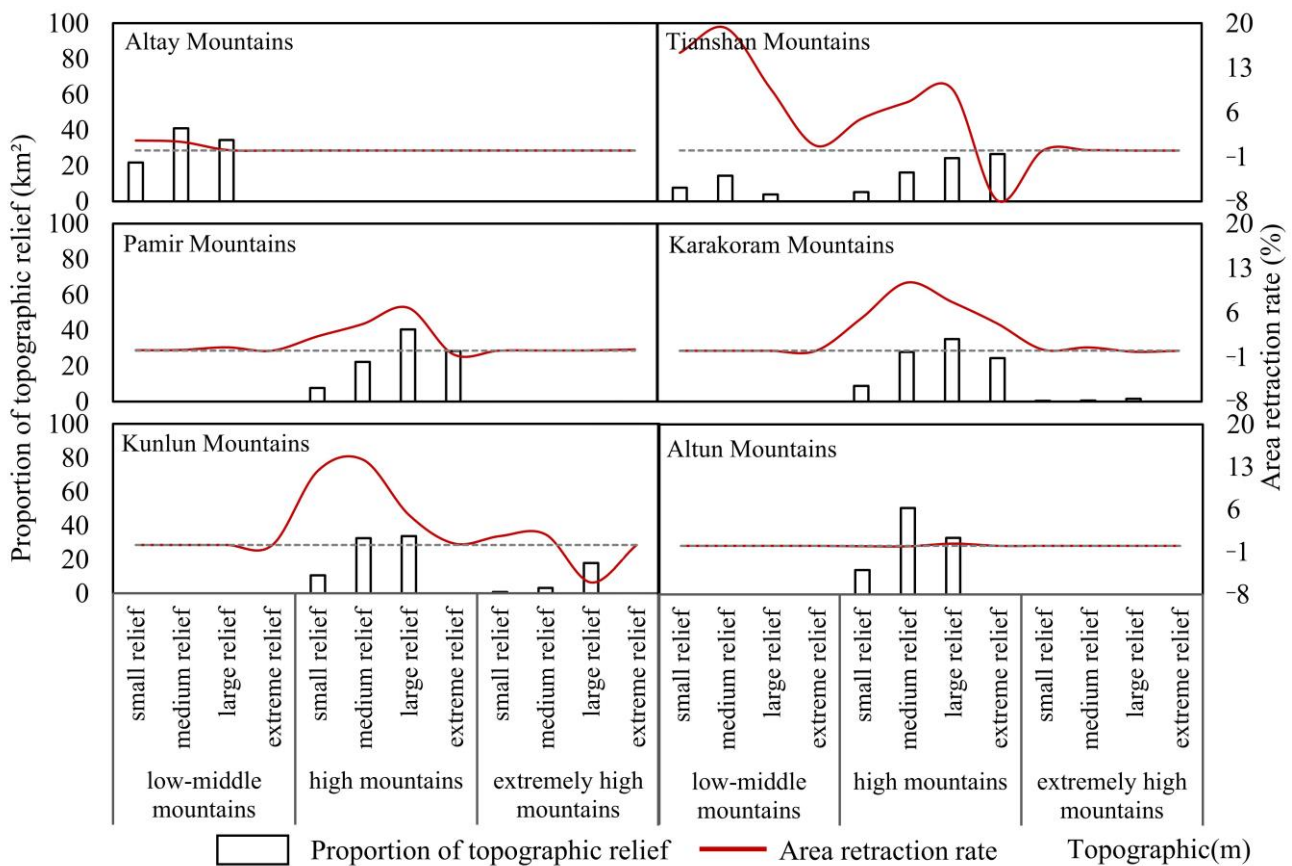 Proportion of topographic relief (km²)
Area retraction rate (%)
100
80
60
40
20
0
Altay Mountains
Tianshan Mountains
20
13
6
-1
-8
100
80
60
40
20
0
Pamir Mountains
Karakoram Mountains
20
13
6
-1
-8
100
80
60
40
20
0
Kunlun Mountains
Altun Mountains
20
13
6
-1
-8
small relief
medium relief
large relief
extreme relief
small relief
medium relief
large relief
extreme relief
small relief
medium relief
large relief
extreme relief
small relief
medium relief
large relief
extreme relief
small relief
medium relief
large relief
extreme relief
small relief
medium relief
large relief
extreme relief
low-middle
mountains
high mountains
extremely high
mountains
low-middle
mountains
high mountains
extremely high
mountains
Proportion of topographic relief
Area retraction rate
Topographic(m)